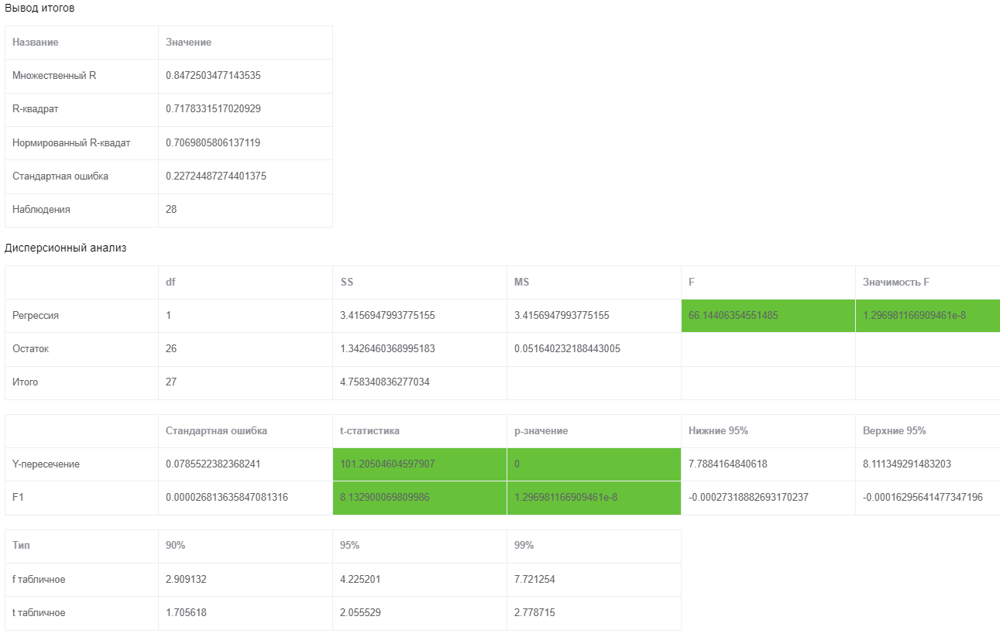 Вывод итогов
Название Значение
Множественный R 0.8472503477143535
R-квадрат 0.7178331517020929
Нормированный R-квадат 0.7069805806137119
Стандартная ошибка 0.22724487274401375
Наблюдения 28
Дисперсионный анализ
df SS MS F Значимость F
Регрессия 1 3.4156947993775155 3.4156947993775155 66.14406354551485 1.296981166909461e-8
Остаток 26 1.3426460368995183 0.051640232188443005
Итого 27 4.758340836277034
Стандартная ошибка t-статистика p-значение Нижние 95% Верхние 95%
Y-пересечение 0.0785522382368241 101.20504604597907 0 7.7884164840618 8.111349291483203
F1 0.000026813635847081316 8.132900069809986 1.296981166909461e-8 -0.00027318882693170237 -0.00016295641477347196
Тип 90% 95% 99%
f табличное 2.909132 4.225201 7.721254
t табличное 1.705618 2.055529 2.778715